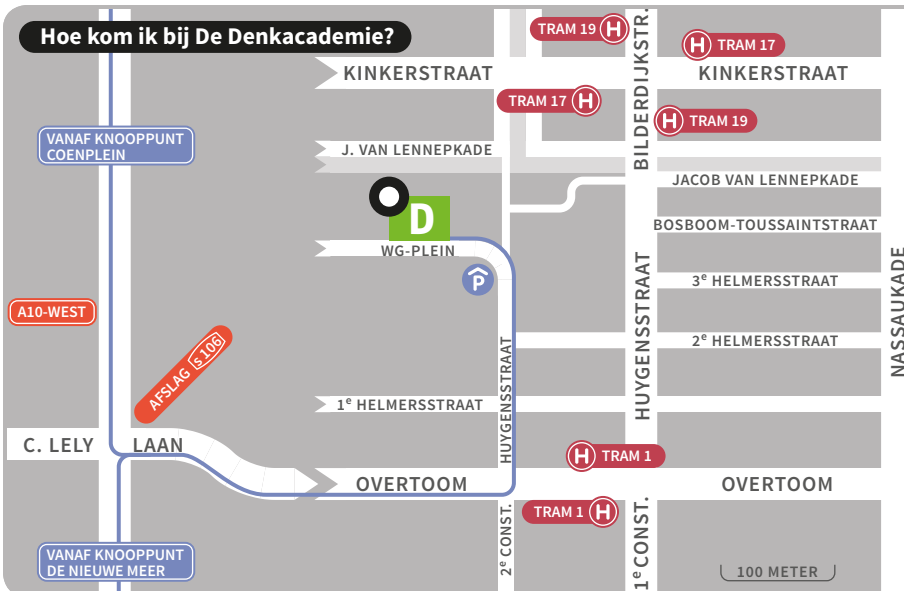 Hoe kom ik bij De Denkacademie?
TRAM 19 H
BILDERDIJKSTR.
H TRAM 17
KINKERSTRAAT
KINKERSTRAAT
TRAM 17 H
H TRAM 19
VANAF KNOOPPUNT
COENPLEIN
J. VAN LENNEPKADE
JACOB VAN LENNEPKADE
D
BOSBOOM-TOUSSAINTSTRAAT
WG-PLEIN
P
HUYGENSSTRAAT
3e HELMERSSTRAAT
NASSAUKADE
A10-WEST
AFSLAG s 106
HUYGENSSTRAAT
2e HELMERSSTRAAT
1e HELMERSSTRAAT
C. LELY LAAN
H TRAM 1
OVERTOOM
OVERTOOM
TRAM 1 H
2e CONST.
1e CONST.
VANAF KNOOPPUNT
DE NIEUWE MEER
100 METER